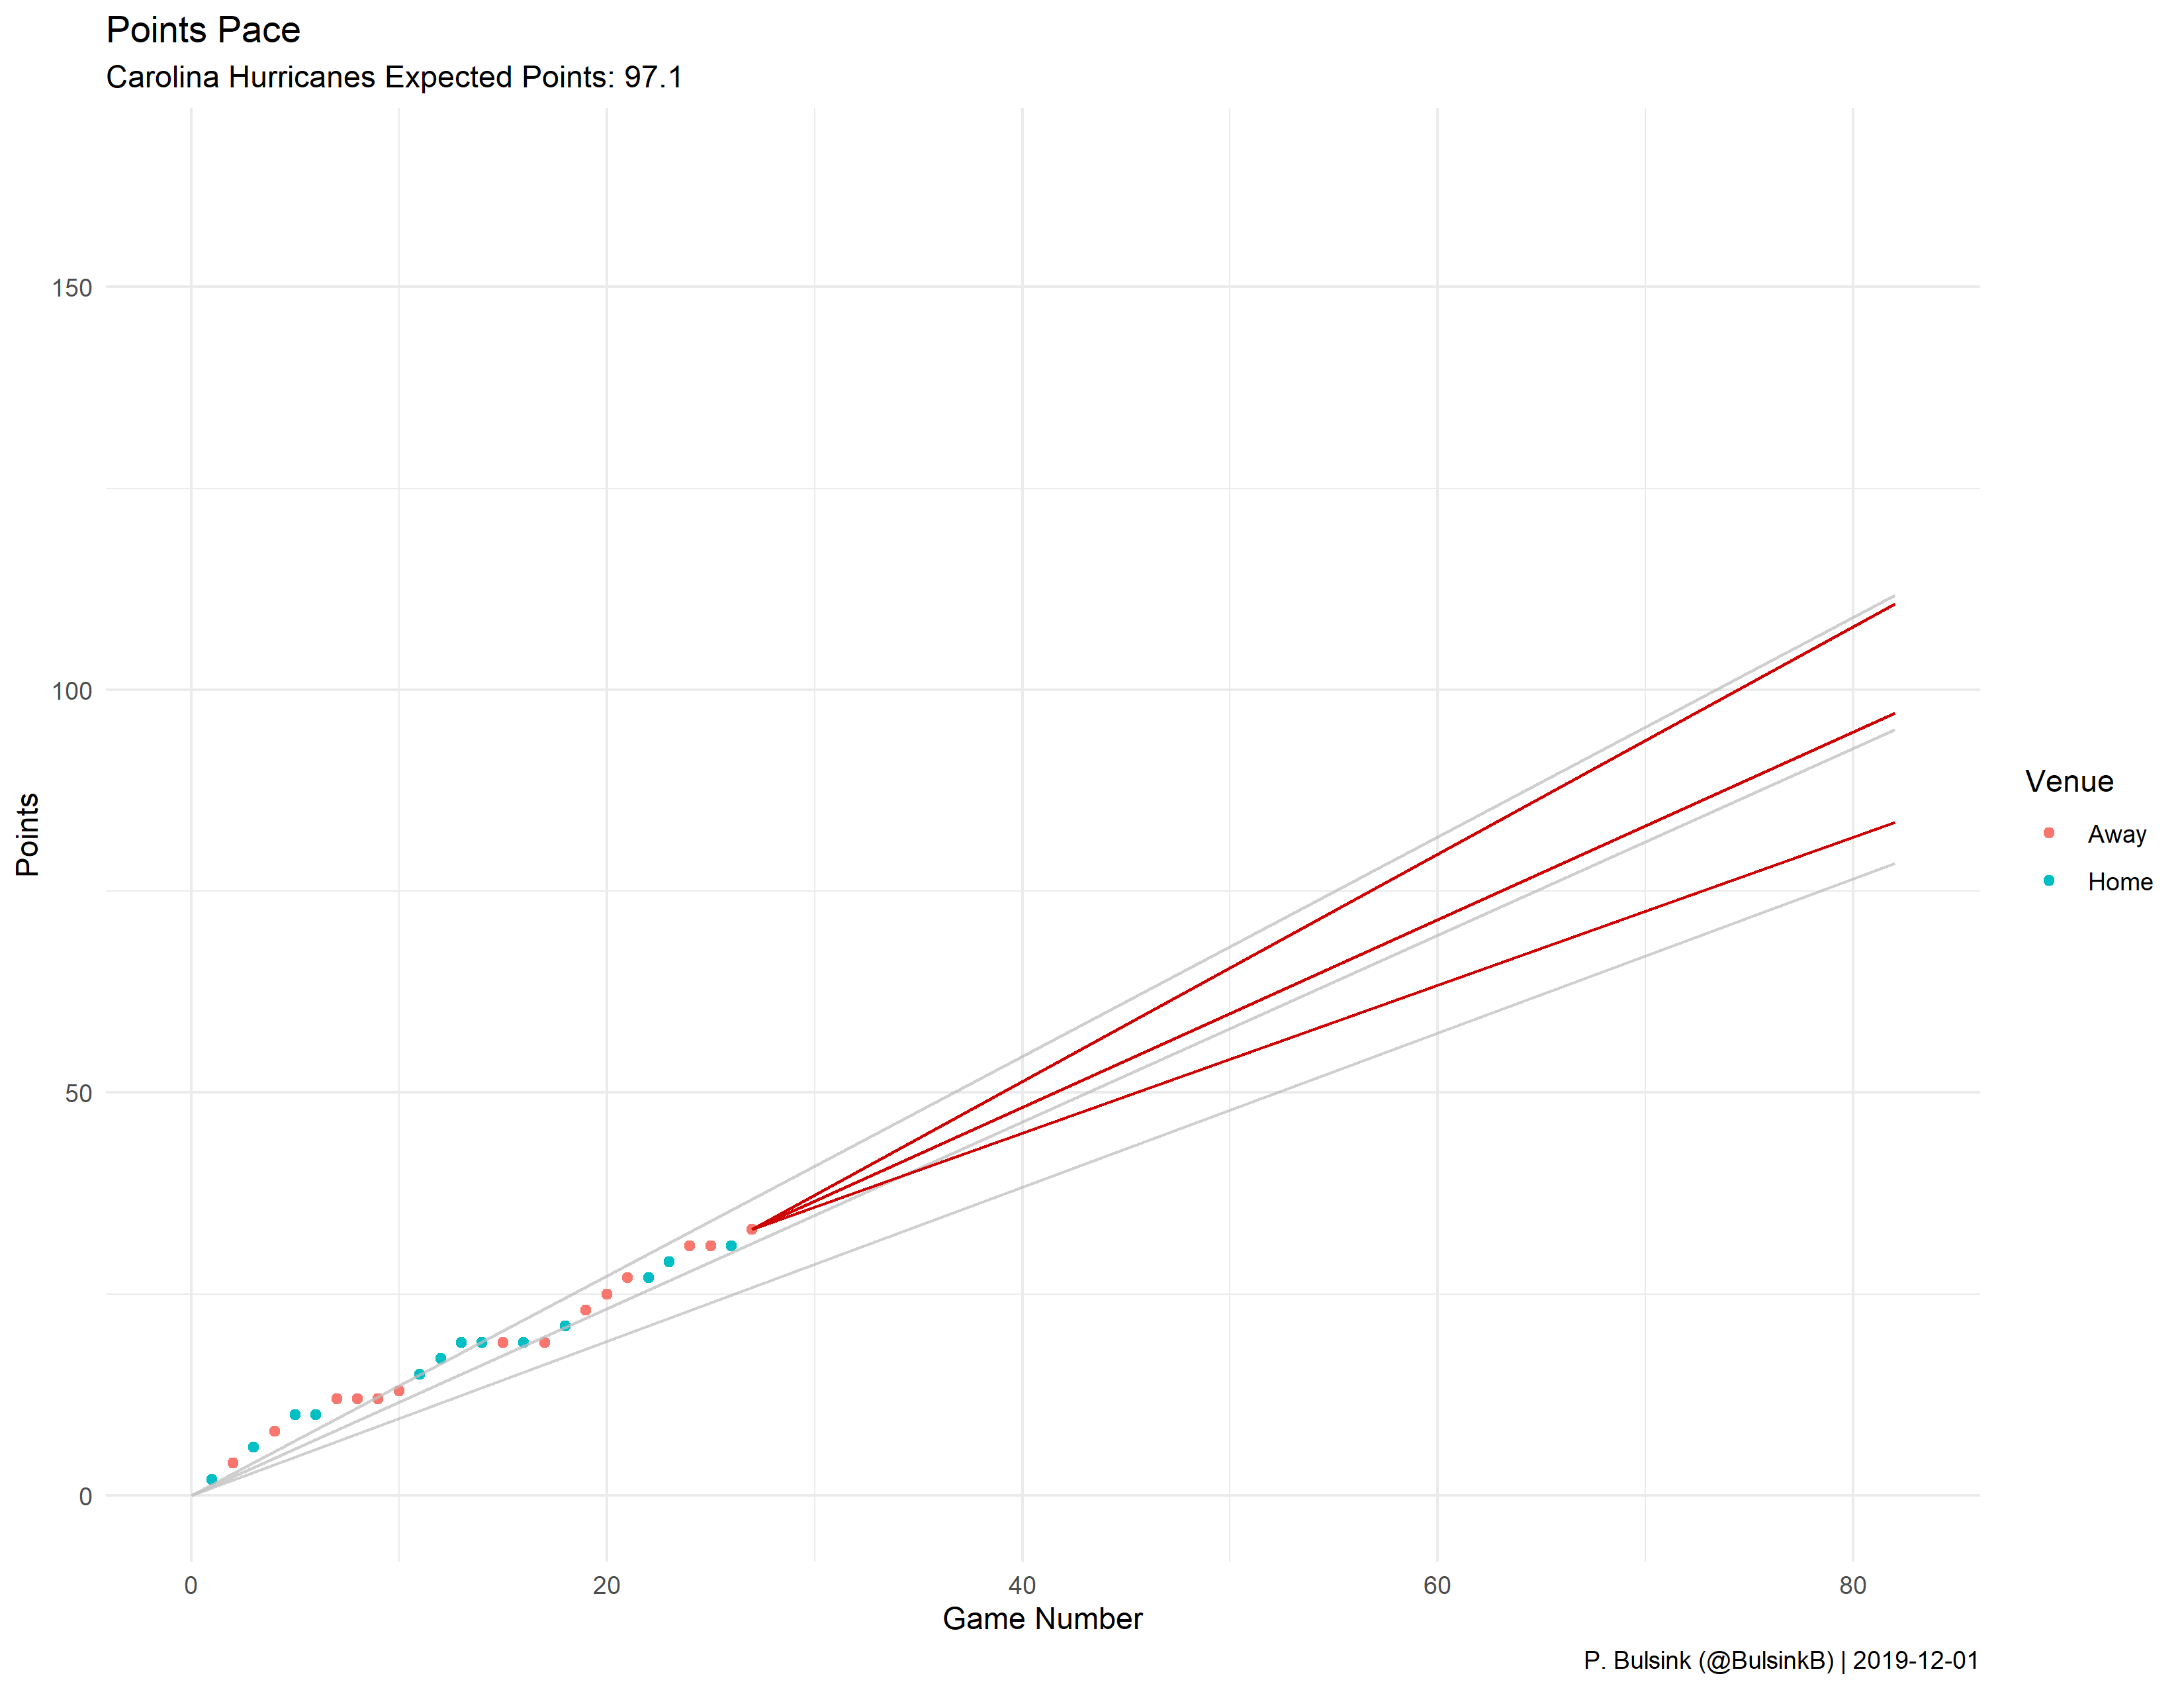 Points Pace
Carolina Hurricanes Expected Points: 97.1
150
100
50
0
Points
0 20 40 60 80
Game Number
Venue
Away
Home
P. Bulsink (@BulsinkB) | 2019-12-01